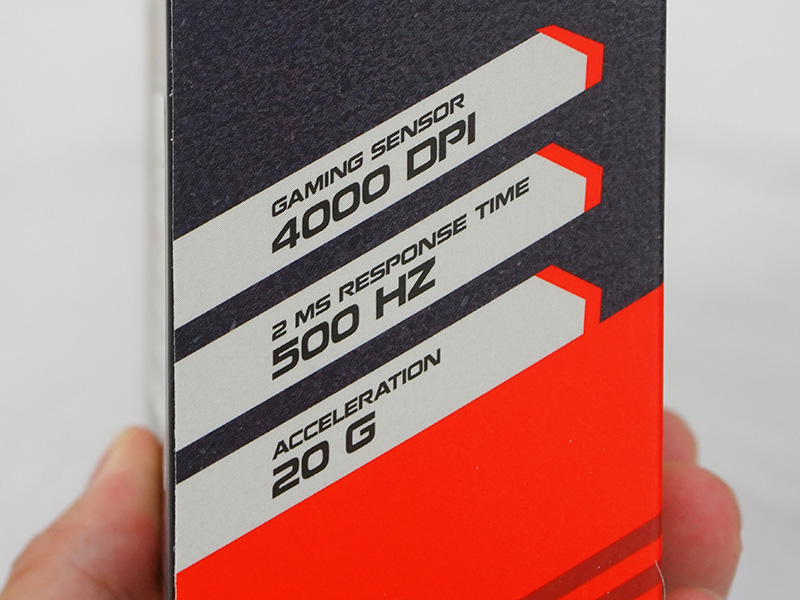 GAMING SENSOR
4000 DPI
2 MS RESPONSE TIME
500 HZ
ACCELERATION
20 G